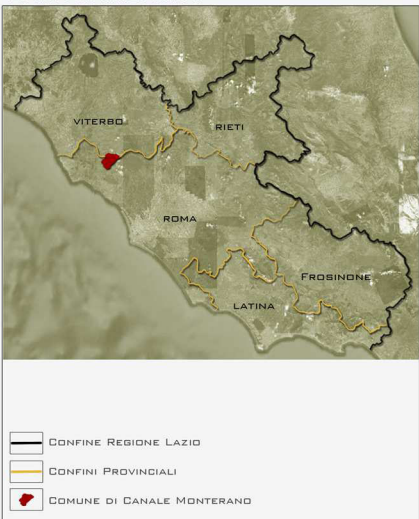 VITERBO
RIETI
ROMA
FROSINONE
LATINA
CONFINE REGIONE LAZIO
CONFINI PROVINCIALI
COMUNE DI CANALE MONTERANO